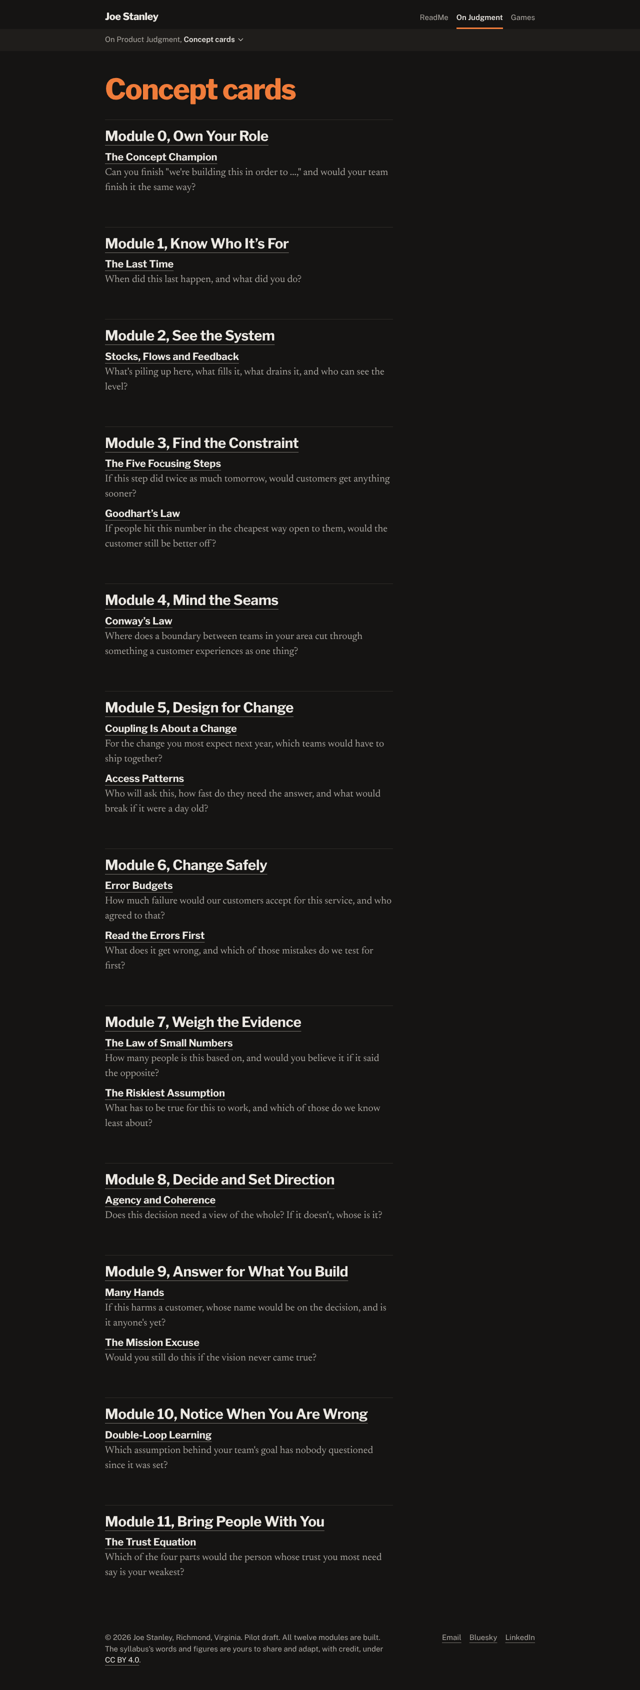 Joe Stanley
ReadMe On Judgment Games
On Product Judgment, Concept cards
Concept cards
Module 0, Own Your Role
The Concept Champion
Can you finish "we're building this in order to …," and would your team
finish it the same way?
Module 1, Know Who It's For
The Last Time
When did this last happen, and what did you do?
Module 2, See the System
Stocks, Flows and Feedback
What's piling up here, what fills it, what drains it, and who can see the
level?
Module 3, Find the Constraint
The Five Focusing Steps
If this step did twice as much tomorrow, would customers get anything
sooner?
Goodhart's Law
If people hit this number in the cheapest way open to them, would the
customer still be better off?
Module 4, Mind the Seams
Conway's Law
Where does a boundary between teams in your area cut through
something a customer experiences as one thing?
Module 5, Design for Change
Coupling Is About a Change
For the change you most expect next year, which teams would have to
ship together?
Access Patterns
Who will ask this, how fast do they need the answer, and what would
break if it were a day old?
Module 6, Change Safely
Error Budgets
How much failure would our customers accept for this service, and who
agreed to that?
Read the Errors First
What does it get wrong, and which of those mistakes do we test for
first?
Module 7, Weigh the Evidence
The Law of Small Numbers
How many people is this based on, and would you believe it if it said
the opposite?
The Riskiest Assumption
What has to be true for this to work, and which of those do we know
least about?
Module 8, Decide and Set Direction
Agency and Coherence
Does this decision need a view of the whole? If it doesn't, whose is it?
Module 9, Answer for What You Build
Many Hands
If this harms a customer, whose name would be on the decision, and is
it anyone's yet?
The Mission Excuse
Would you still do this if the vision never came true?
Module 10, Notice When You Are Wrong
Double-Loop Learning
Which assumption behind your team's goal has nobody questioned
since it was set?
Module 11, Bring People With You
The Trust Equation
Which of the four parts would the person whose trust you most need
say is your weakest?
© 2026 Joe Stanley, Richmond, Virginia. Pilot draft. All twelve modules are built.
The syllabus's words and figures are yours to share and adapt, with credit, under
CC BY 4.0.
Email Bluesky LinkedIn